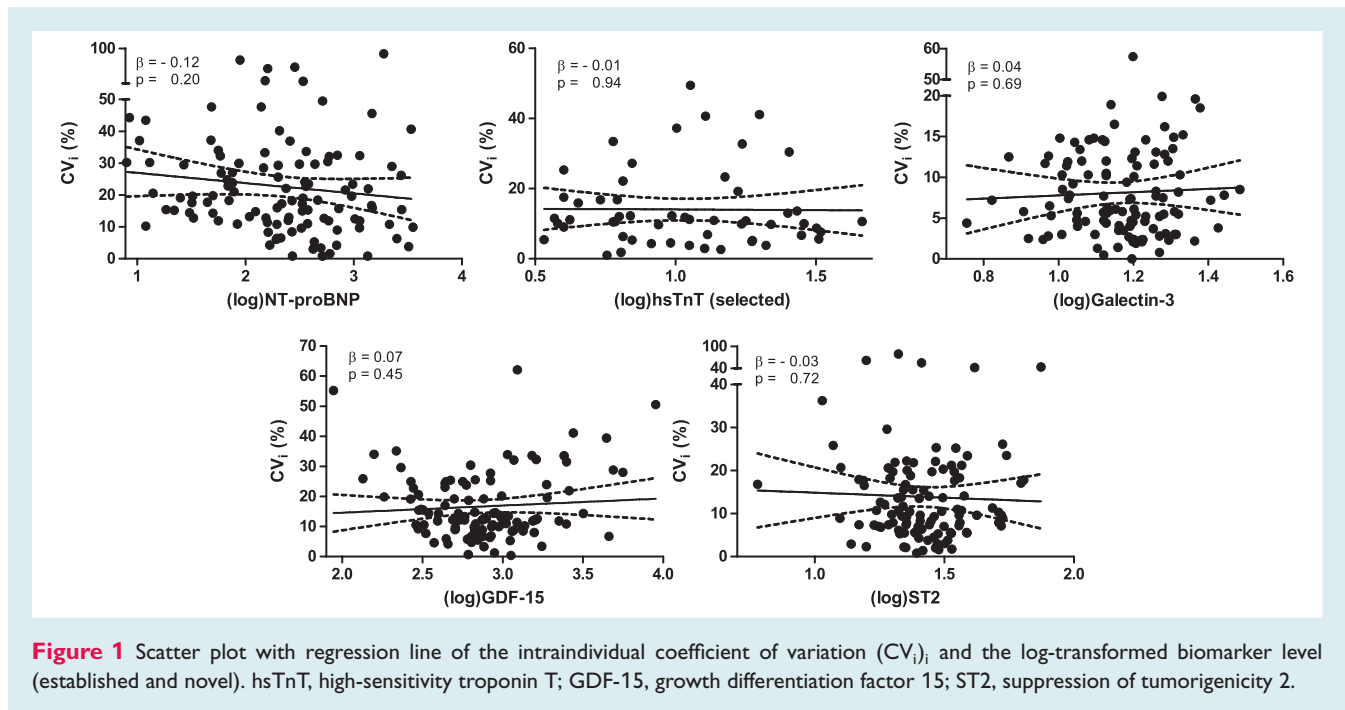 β = - 0.12
p = 0.20
100
50
40
30
20
10
0
CVi (%)
1 2 3 4
(log)NT-proBNP
β = - 0.01
p = 0.94
60
40
20
0
CVi (%)
0.5 1.0 1.5
(log)hsTnT (selected)
β = 0.04
p = 0.69
60
50
20
15
10
5
0
CVi (%)
0.8 1.0 1.2 1.4 1.6
(log)Galectin-3
β = 0.07
p = 0.45
70
60
50
40
30
20
10
0
CVi (%)
2.0 2.5 3.0 3.5 4.0
(log)GDF-15
β = - 0.03
p = 0.72
100
40
40
30
20
10
0
CVi (%)
1.0 1.5 2.0
(log)ST2
Figure 1 Scatter plot with regression line of the intraindividual coefficient of variation (CVi)i and the log-transformed biomarker level
(established and novel). hsTnT, high-sensitivity troponin T; GDF-15, growth differentiation factor 15; ST2, suppression of tumorigenicity 2.